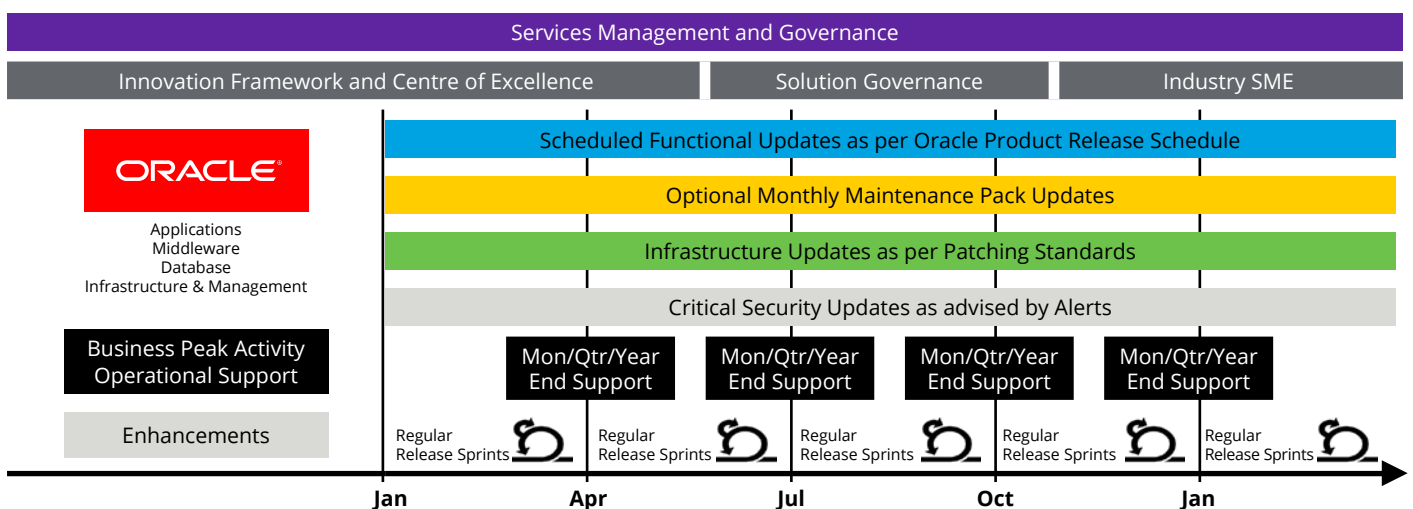 Services Management and Governance
Innovation Framework and Centre of Excellence
Solution Governance
Industry SME
ORACLE®
Applications
Middleware
Database
Infrastructure & Management
Scheduled Functional Updates as per Oracle Product Release Schedule
Optional Monthly Maintenance Pack Updates
Infrastructure Updates as per Patching Standards
Critical Security Updates as advised by Alerts
Business Peak Activity
Operational Support
Mon/Qtr/Year
End Support
Mon/Qtr/Year
End Support
Mon/Qtr/Year
End Support
Mon/Qtr/Year
End Support
Enhancements
Regular
Release Sprints
Regular
Release Sprints
Regular
Release Sprints
Regular
Release Sprints
Regular
Release Sprints
Jan
Apr
Jul
Oct
Jan